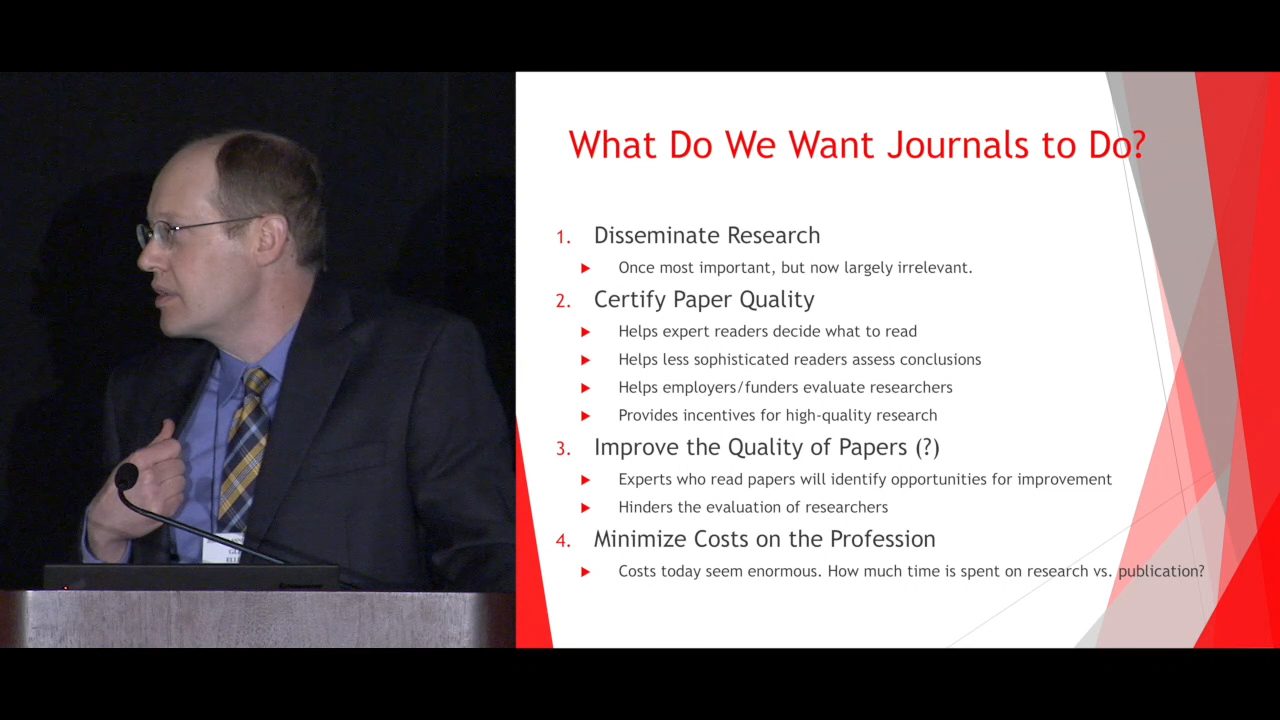 What Do We Want Journals to Do?
1. Disseminate Research
Once most important, but now largely irrelevant.
2. Certify Paper Quality
Helps expert readers decide what to read
Helps less sophisticated readers assess conclusions
Helps employers/funders evaluate researchers
Provides incentives for high-quality research
3. Improve the Quality of Papers (?)
Experts who read papers will identify opportunities for improvement
Hinders the evaluation of researchers
4. Minimize Costs on the Profession
Costs today seem enormous. How much time is spent on research vs. publication?